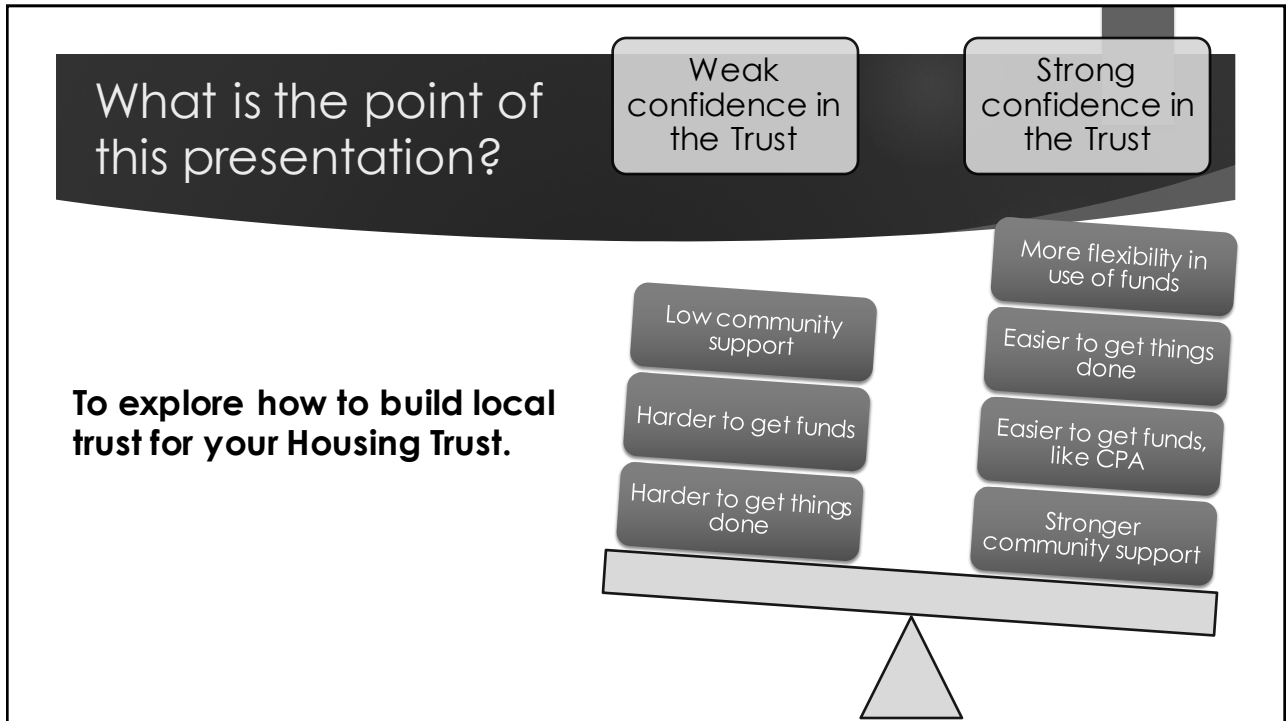 What is the point of
this presentation?
To explore how to build local
trust for your Housing Trust.
Weak
confidence in
the Trust
Low community
support
Harder to get funds
Harder to get things
done
Strong
confidence in
the Trust
More flexibility in
use of funds
Easier to get things
done
Easier to get funds,
like CPA
Stronger
community support